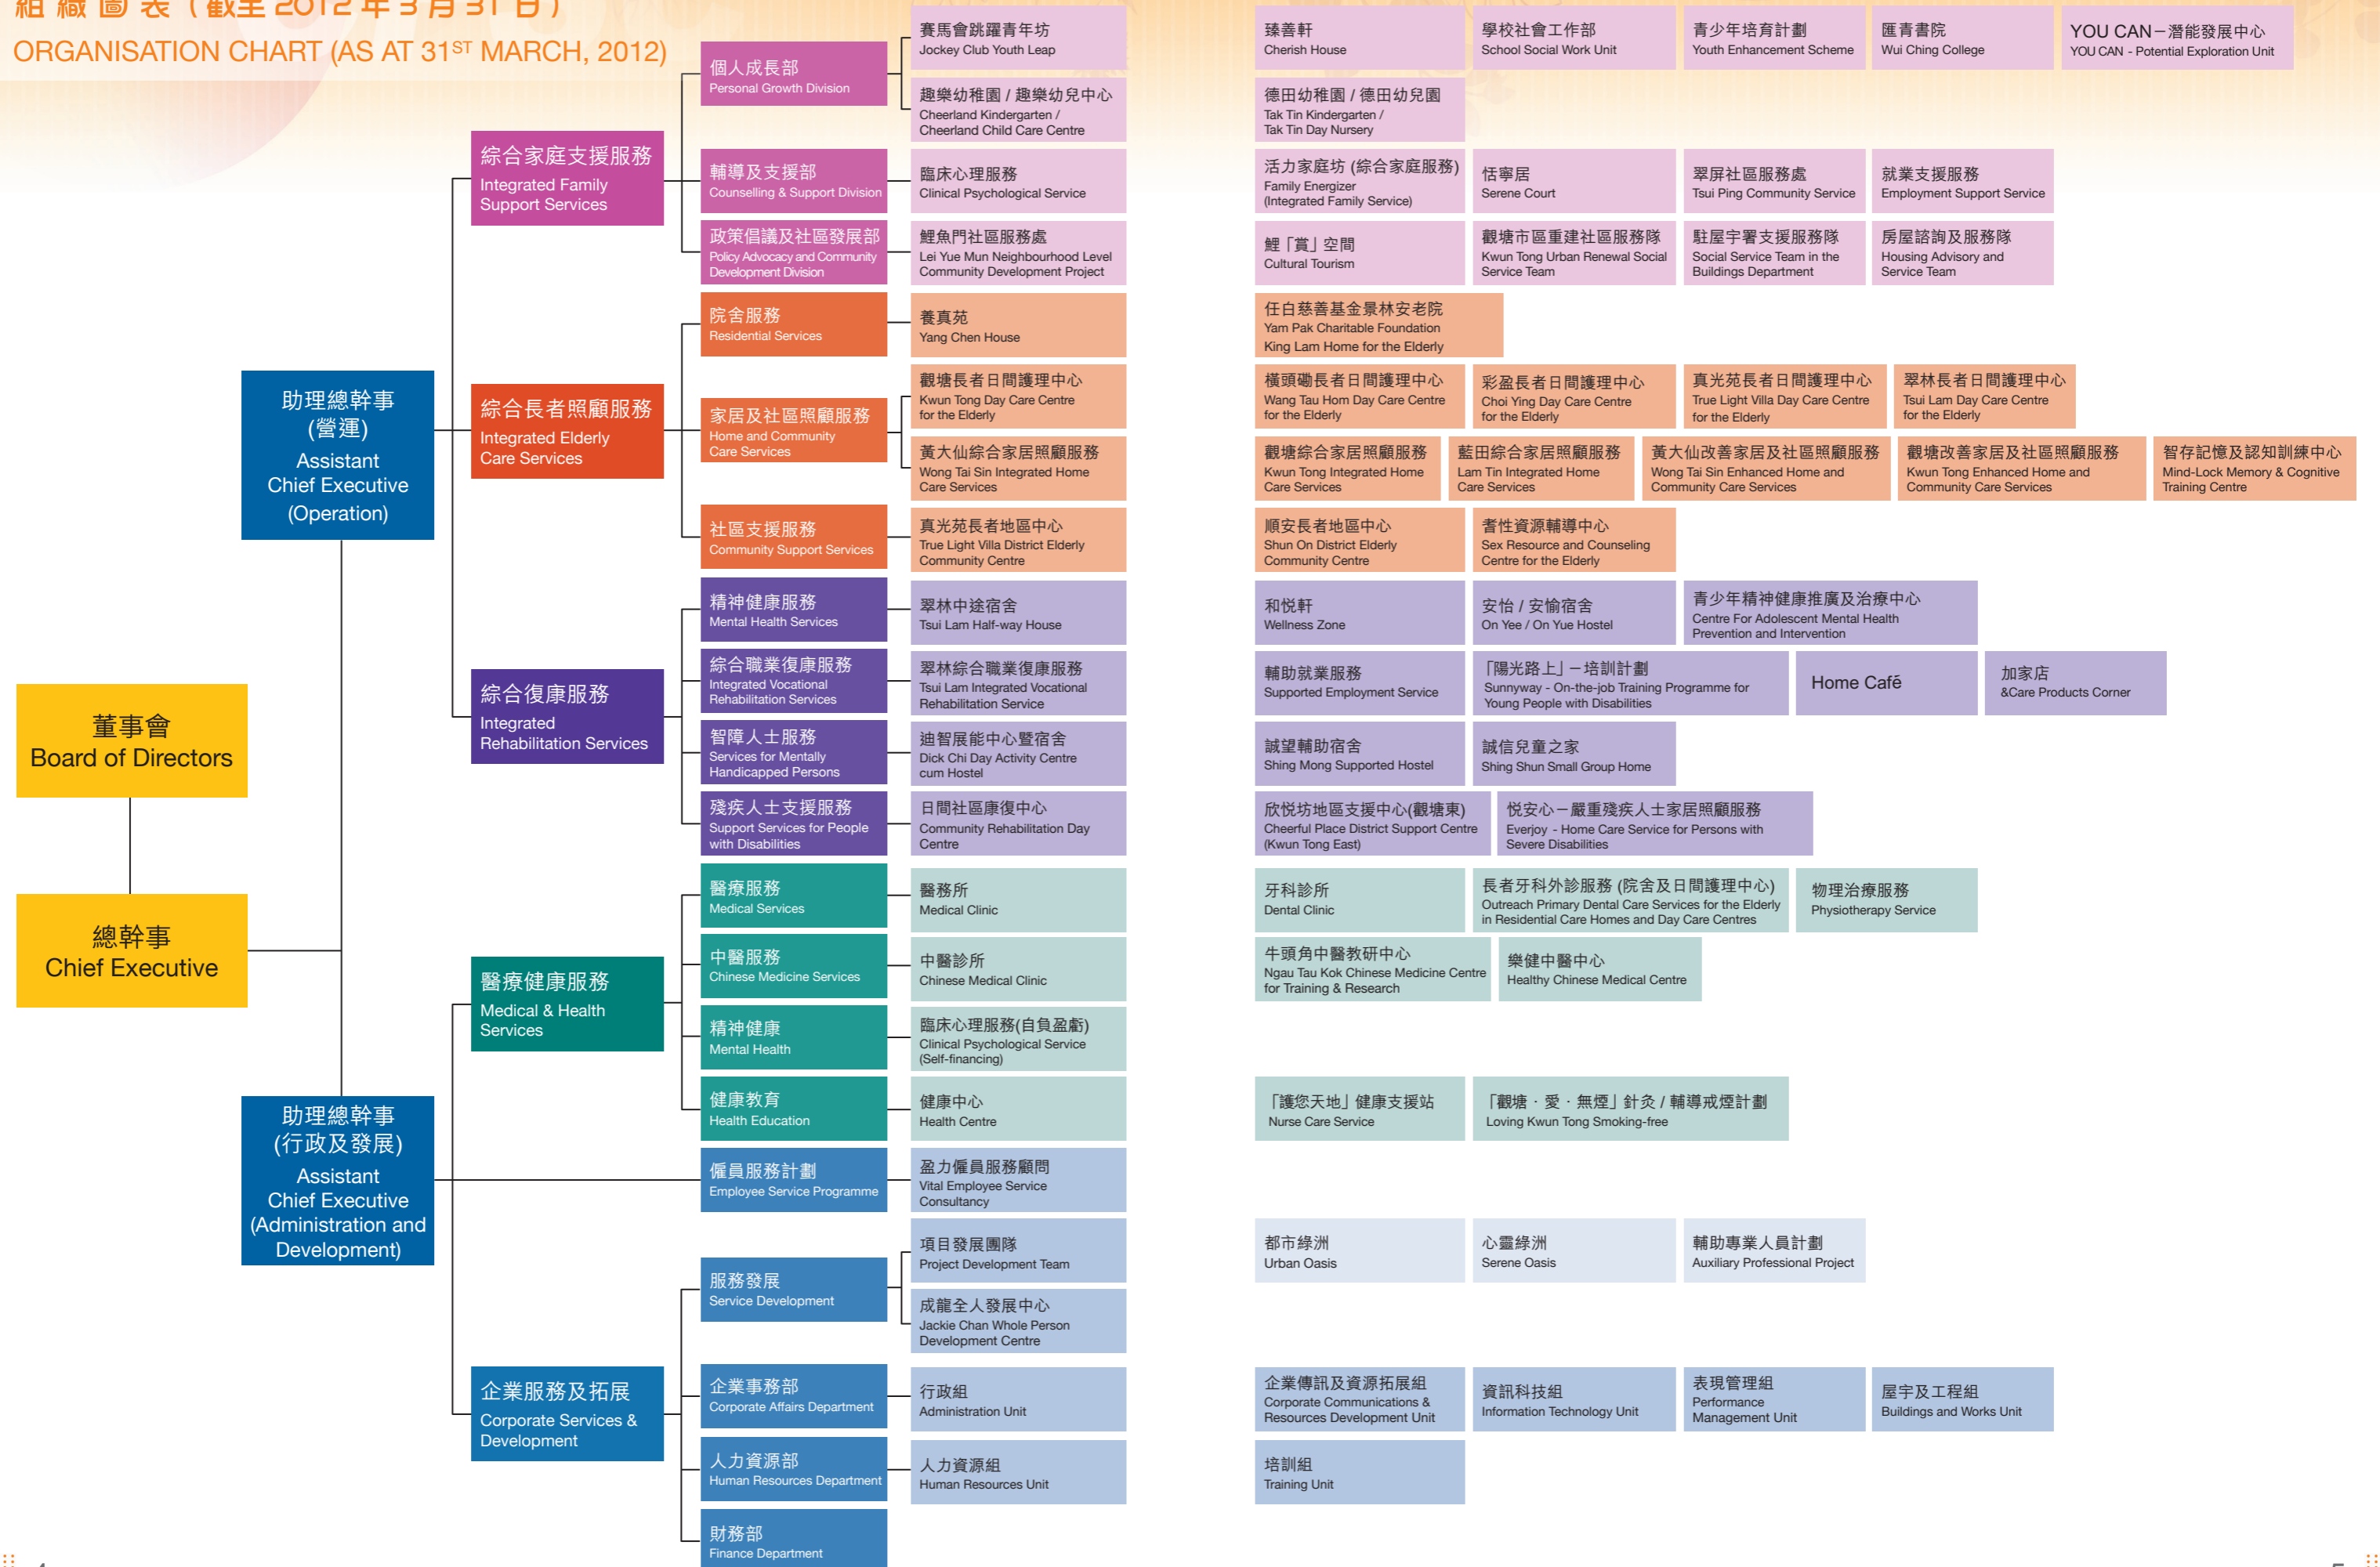 組織圖表（截至2012年3月31日）
ORGANISATION CHART (AS AT 31ST MARCH, 2012)
董事會
Board of Directors
總幹事
Chief Executive
助理總幹事
(營運)
Assistant
Chief Executive
(Operation)
助理總幹事
(行政及發展)
Assistant
Chief Executive
(Administration and
Development)
綜合家庭支援服務
Integrated Family
Support Services
個人成長部
Personal Growth Division
賽馬會跳躍青年坊
Jockey Club Youth Leap
臻善軒
Cherish House
學校社會工作部
School Social Work Unit
青少年培育計劃
Youth Enhancement Scheme
匯青書院
Wui Ching College
YOU CAN－潛能發展中心
YOU CAN - Potential Exploration Unit
趣樂幼稚園 / 趣樂幼兒中心
Cheerland Kindergarten /
Cheerland Child Care Centre
德田幼稚園 / 德田幼兒園
Tak Tin Kindergarten /
Tak Tin Day Nursery
輔導及支援部
Counselling & Support Division
臨床心理服務
Clinical Psychological Service
活力家庭坊 (綜合家庭服務)
Family Energizer
(Integrated Family Service)
恬寧居
Serene Court
翠屏社區服務處
Tsui Ping Community Service
就業支援服務
Employment Support Service
政策倡議及社區發展部
Policy Advocacy and Community
Development Division
鯉魚門社區服務處
Lei Yue Mun Neighbourhood Level
Community Development Project
鯉「賞」空間
Cultural Tourism
觀塘市區重建社區服務隊
Kwun Tong Urban Renewal Social
Service Team
駐屋宇署支援服務隊
Social Service Team in the
Buildings Department
房屋諮詢及服務隊
Housing Advisory and
Service Team
綜合長者照顧服務
Integrated Elderly
Care Services
院舍服務
Residential Services
養真苑
Yang Chen House
任白慈善基金景林安老院
Yam Pak Charitable Foundation
King Lam Home for the Elderly
家居及社區照顧服務
Home and Community
Care Services
觀塘長者日間護理中心
Kwun Tong Day Care Centre
for the Elderly
橫頭磡長者日間護理中心
Wang Tau Hom Day Care Centre
for the Elderly
彩盈長者日間護理中心
Choi Ying Day Care Centre
for the Elderly
真光苑長者日間護理中心
True Light Villa Day Care Centre
for the Elderly
翠林長者日間護理中心
Tsui Lam Day Care Centre
for the Elderly
黃大仙綜合家居照顧服務
Wong Tai Sin Integrated Home
Care Services
觀塘綜合家居照顧服務
Kwun Tong Integrated Home
Care Services
藍田綜合家居照顧服務
Lam Tin Integrated Home
Care Services
黃大仙改善家居及社區照顧服務
Wong Tai Sin Enhanced Home and
Community Care Services
觀塘改善家居及社區照顧服務
Kwun Tong Enhanced Home and
Community Care Services
智存記憶及認知訓練中心
Mind-Lock Memory & Cognitive
Training Centre
社區支援服務
Community Support Services
真光苑長者地區中心
True Light Villa District Elderly
Community Centre
順安長者地區中心
Shun On District Elderly
Community Centre
耆性資源輔導中心
Sex Resource and Counseling
Centre for the Elderly
綜合復康服務
Integrated
Rehabilitation Services
精神健康服務
Mental Health Services
翠林中途宿舍
Tsui Lam Half-way House
和悅軒
Wellness Zone
安怡 / 安愉宿舍
On Yee / On Yue Hostel
青少年精神健康推廣及治療中心
Centre For Adolescent Mental Health
Prevention and Intervention
綜合職業復康服務
Integrated Vocational
Rehabilitation Services
翠林綜合職業復康服務
Tsui Lam Integrated Vocational
Rehabilitation Service
輔助就業服務
Supported Employment Service
「陽光路上」－培訓計劃
Sunnyway - On-the-job Training Programme for
Young People with Disabilities
Home Café
加家店
&Care Products Corner
智障人士服務
Services for Mentally
Handicapped Persons
迪智展能中心暨宿舍
Dick Chi Day Activity Centre
cum Hostel
誠望輔助宿舍
Shing Mong Supported Hostel
誠信兒童之家
Shing Shun Small Group Home
殘疾人士支援服務
Support Services for People
with Disabilities
日間社區康復中心
Community Rehabilitation Day
Centre
欣悅坊地區支援中心(觀塘東)
Cheerful Place District Support Centre
(Kwun Tong East)
悅安心－嚴重殘疾人士家居照顧服務
Everjoy - Home Care Service for Persons with
Severe Disabilities
醫療健康服務
Medical & Health
Services
醫療服務
Medical Services
醫務所
Medical Clinic
牙科診所
Dental Clinic
長者牙科外診服務 (院舍及日間護理中心)
Outreach Primary Dental Care Services for the Elderly
in Residential Care Homes and Day Care Centres
物理治療服務
Physiotherapy Service
中醫服務
Chinese Medicine Services
中醫診所
Chinese Medical Clinic
牛頭角中醫教研中心
Ngau Tau Kok Chinese Medicine Centre
for Training & Research
樂健中醫中心
Healthy Chinese Medical Centre
精神健康
Mental Health
臨床心理服務(自負盈虧)
Clinical Psychological Service
(Self-financing)
健康教育
Health Education
健康中心
Health Centre
「護您天地」健康支援站
Nurse Care Service
「觀塘‧愛‧無煙」針灸 / 輔導戒煙計劃
Loving Kwun Tong Smoking-free
僱員服務計劃
Employee Service Programme
盈力僱員服務顧問
Vital Employee Service
Consultancy
企業服務及拓展
Corporate Services &
Development
服務發展
Service Development
項目發展團隊
Project Development Team
都市綠洲
Urban Oasis
心靈綠洲
Serene Oasis
輔助專業人員計劃
Auxiliary Professional Project
成龍全人發展中心
Jackie Chan Whole Person
Development Centre
企業事務部
Corporate Affairs Department
行政組
Administration Unit
企業傳訊及資源拓展組
Corporate Communications &
Resources Development Unit
資訊科技組
Information Technology Unit
表現管理組
Performance
Management Unit
屋宇及工程組
Buildings and Works Unit
人力資源部
Human Resources Department
人力資源組
Human Resources Unit
培訓組
Training Unit
財務部
Finance Department